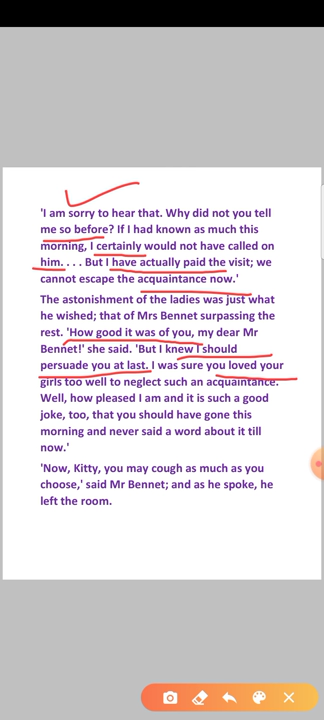 'I am sorry to hear that. Why did not you tell
me so before? If I had known as much this
morning, I certainly would not have called on
him. . . . But I have actually paid the visit; we
cannot escape the acquaintance now.'
The astonishment of the ladies was just what
he wished; that of Mrs Bennet surpassing the
rest. 'How good it was of you, my dear Mr
Bennet!' she said. 'But I knew I should
persuade you at last. I was sure you loved your
girls too well to neglect such an acquaintance.
Well, how pleased I am and it is such a good
joke, too, that you should have gone this
morning and never said a word about it till
now.'
'Now, Kitty, you may cough as much as you
choose,' said Mr Bennet; and as he spoke, he
left the room.